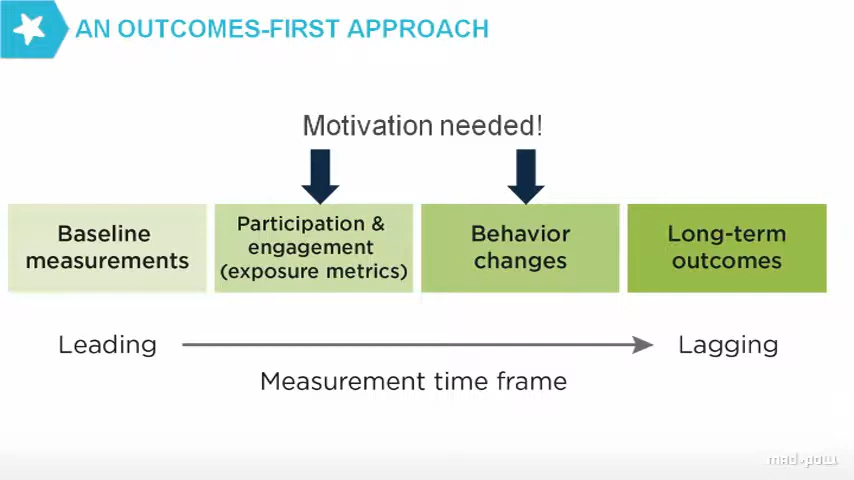 AN OUTCOMES-FIRST APPROACH
Motivation needed!
Baseline
measurements
Participation &
engagement
(exposure metrics)
Behavior
changes
Long-term
outcomes
Leading
Lagging
Measurement time frame
mad*pow